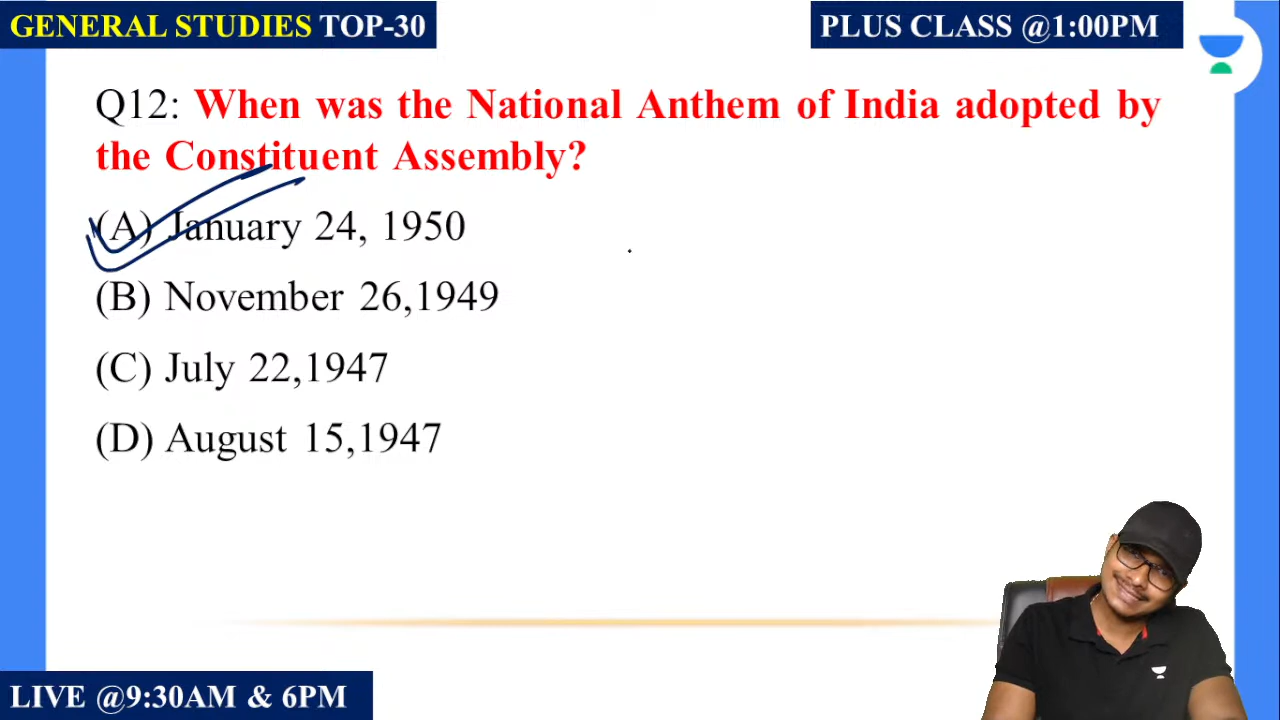 GENERAL STUDIES TOP-30
PLUS CLASS @1:00PM
Q12: When was the National Anthem of India adopted by
the Constituent Assembly?
(A) January 24, 1950
(B) November 26,1949
(C) July 22,1947
(D) August 15,1947
LIVE @9:30AM & 6PM